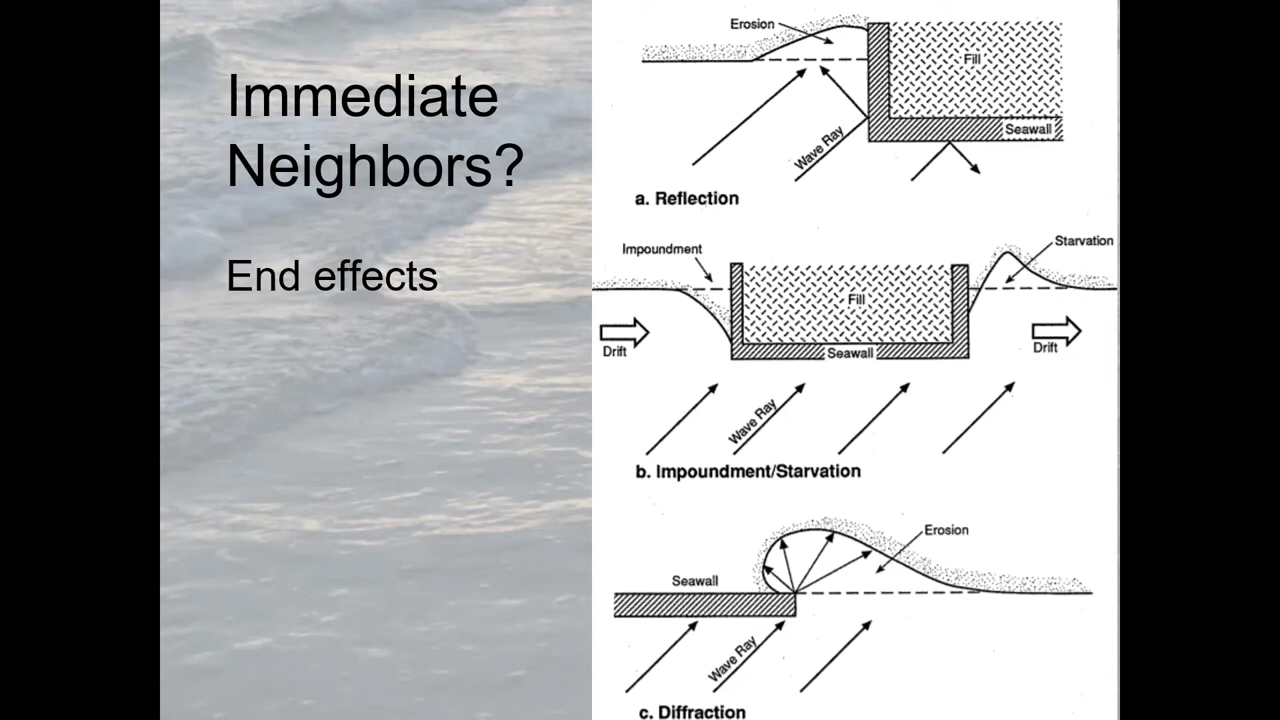 Immediate
Neighbors?
End effects
Erosion
Fill
Seawall
Wave Ray
a. Reflection
Impoundment
Starvation
Fill
Drift
Drift
Seawall
Wave Ray
b. Impoundment/Starvation
Erosion
Seawall
Wave Ray
c. Diffraction